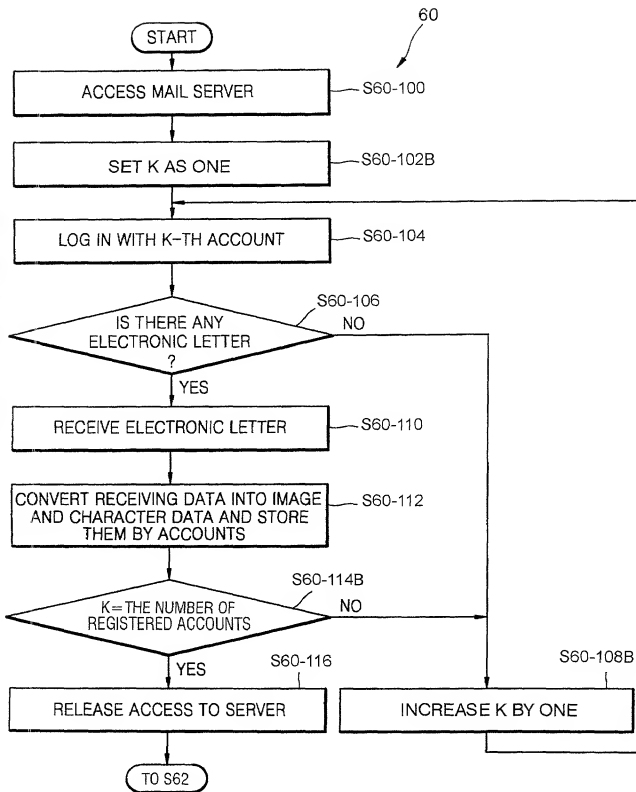 60
START
ACCESS MAIL SERVER
S60-100
SET K AS ONE
S60-102B
LOG IN WITH K-TH ACCOUNT
S60-104
S60-106
IS THERE ANY
ELECTRONIC LETTER
?
NO
YES
RECEIVE ELECTRONIC LETTER
S60-110
CONVERT RECEIVING DATA INTO IMAGE
AND CHARACTER DATA AND STORE
THEM BY ACCOUNTS
S60-112
S60-114B
K=THE NUMBER OF
REGISTERED ACCOUNTS
NO
YES
S60-116
RELEASE ACCESS TO SERVER
S60-108B
INCREASE K BY ONE
TO S62